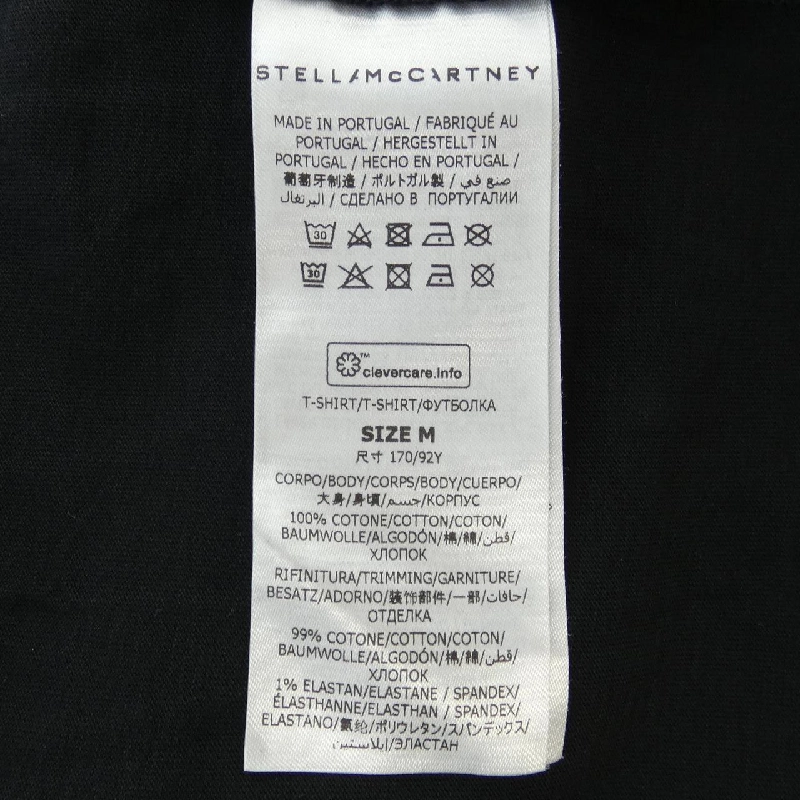 STELLA McCARTNEY
MADE IN PORTUGAL / FABRIQUÉ AU
PORTUGAL / HERGESTELLT IN
PORTUGAL / HECHO EN PORTUGAL /
葡萄牙制造 / ポルトガル製 / صنع في
البرتغال / СДЕЛАНО В ПОРТУГАЛИИ
30
30
™
clevercare.info
T-SHIRT/T-SHIRT/ФУТБОЛКА
SIZE M
尺寸 170/92Y
CORPO/BODY/CORPS/BODY/CUERPO/
大身/身頃/جسم/КОРПУС
100% COTONE/COTTON/COTON/
BAUMWOLLE/ALGODÓN/棉/綿/قطن/
ХЛОПОК
RIFINITURA/TRIMMING/GARNITURE/
BESATZ/ADORNO/装饰部件/一部/حافات/
ОТДЕЛКА
99% COTONE/COTTON/COTON/
BAUMWOLLE/ALGODÓN/棉/綿/قطن/
ХЛОПОК
1% ELASTAN/ELASTANE / SPANDEX/
ÉLASTHANNE/ELASTHAN / SPANDEX/
ELASTANO/氨纶/ポリウレタン/スパンデックス/
إيلاستين/ЭЛАСТАН